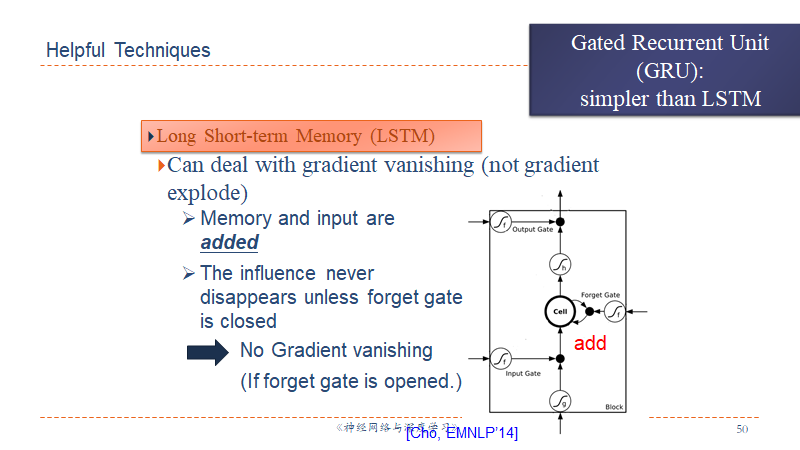 Helpful Techniques
Gated Recurrent Unit
(GRU):
simpler than LSTM
Long Short-term Memory (LSTM)
Can deal with gradient vanishing (not gradient
explode)
Memory and input are
added
The influence never
disappears unless forget gate
is closed
No Gradient vanishing
(If forget gate is opened.)
f
Output Gate
h
Forget Gate
Cell
f
add
f
Input Gate
g
Block
《神经网络与深度学习》
[Cho, EMNLP'14]
50